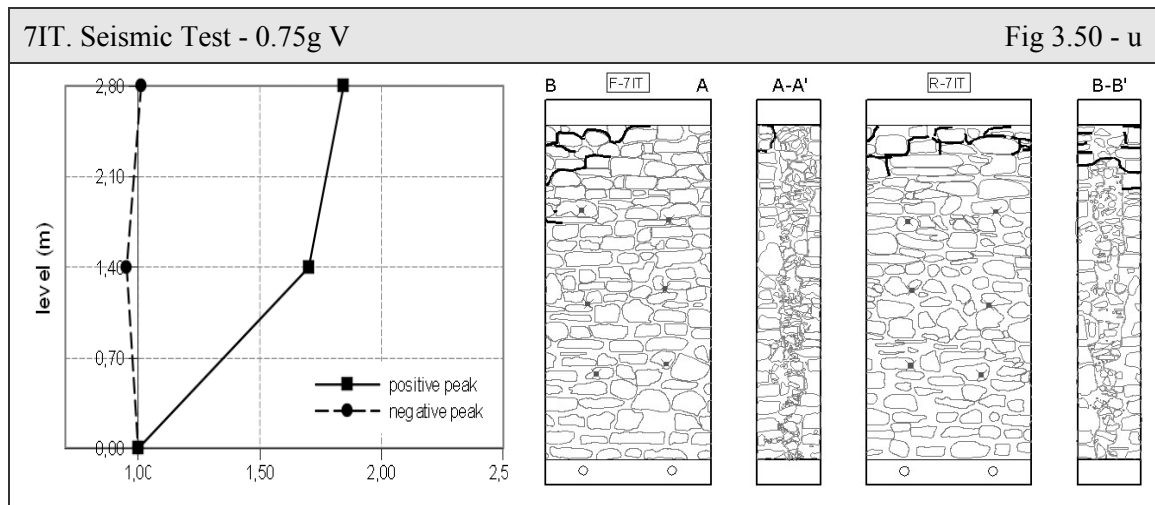 7IT. Seismic Test - 0.75g V
Fig 3.50 - u
2,80
2,10
1,40
0,70
0,00
level (m)
positive peak
negative peak
1,00
1,50
2,00
2,5
B F-7IT A
A-A'
R-7IT
B-B'